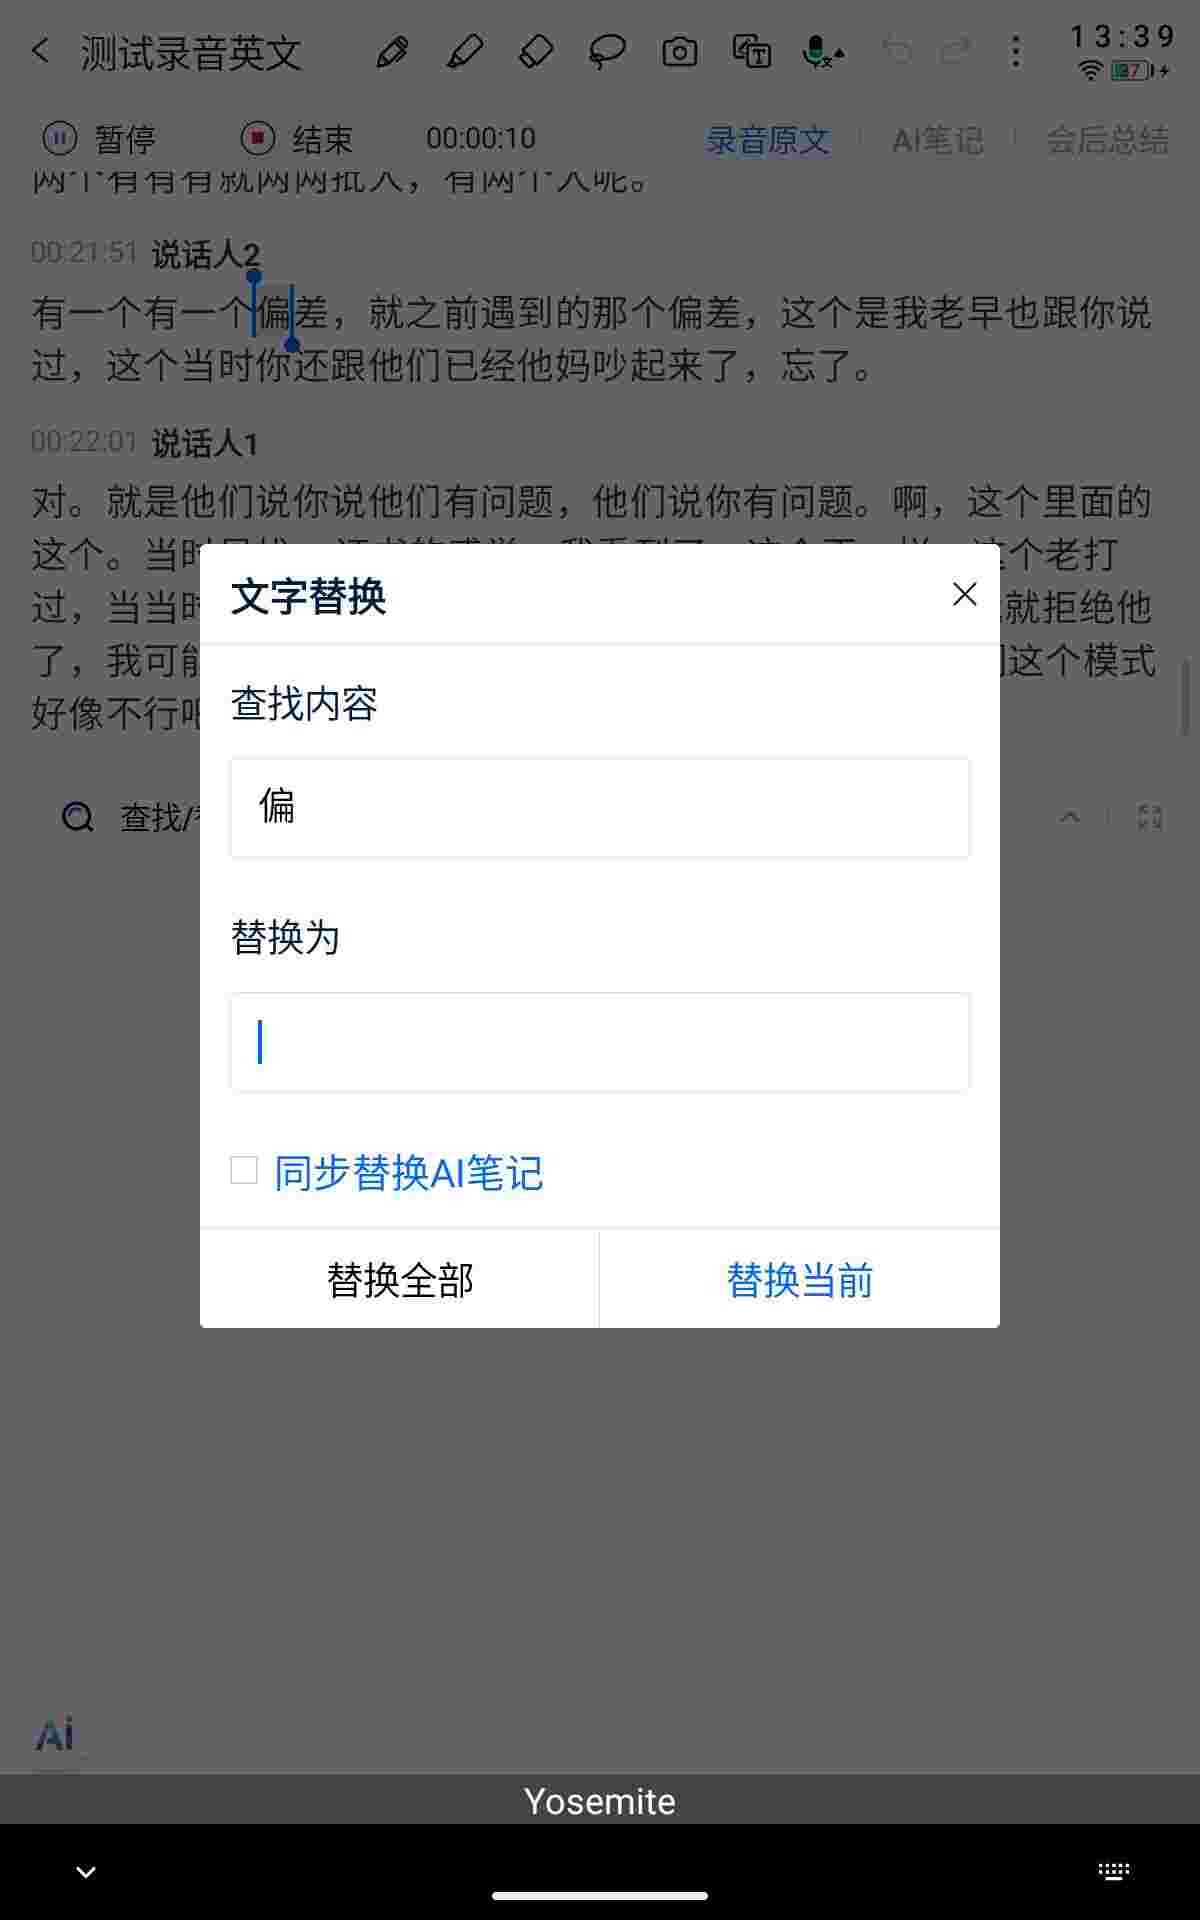 测试录音英文
13:39
37
暂停 结束 00:00:10 录音原文 AI笔记 会后总结
00:21:51 说话人2
有一个有一个偏差，就之前遇到的那个偏差，这个是我老早也跟你说
过，这个当时你还跟他们已经他妈吵起来了，忘了。
00:22:01 说话人1
对。就是他们说你说他们有问题，他们说你有问题。啊，这个里面的
这个。当时 这个老打
过，当当时 就拒绝他
了，我可能 这个模式
好像不行吧
查找/
文字替换
查找内容
偏
替换为
同步替换AI笔记
替换全部 替换当前
Ai
Yosemite